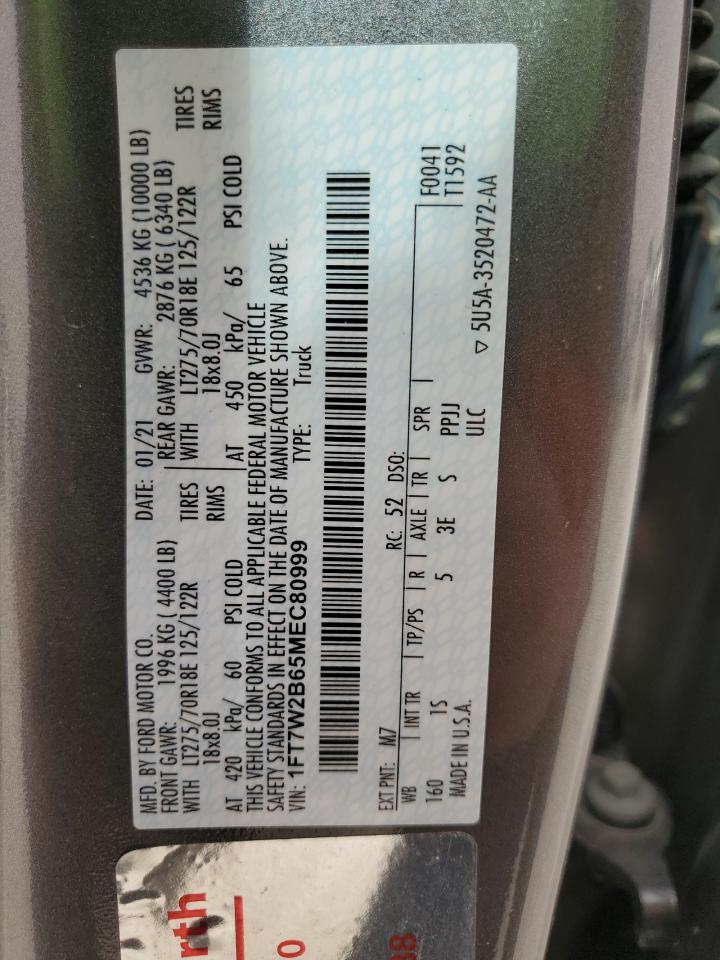 MFD. BY FORD MOTOR CO. DATE: 01/21 GVWR: 4536 KG (10000 LB)
FRONT GAWR: 1996 KG ( 4400 LB) REAR GAWR: 2876 KG ( 6340 LB)
WITH LT275/70R18E 125/122R TIRES WITH LT275/70R18E 125/122R TIRES
18x8.0J RIMS 18x8.0J RIMS
AT 420 kPa/ 60 PSI COLD AT 450 kPa/ 65 PSI COLD
THIS VEHICLE CONFORMS TO ALL APPLICABLE FEDERAL MOTOR VEHICLE
SAFETY STANDARDS IN EFFECT ON THE DATE OF MANUFACTURE SHOWN ABOVE.
VIN: 1FT7W2B65MEC80999 TYPE: Truck
EXT PNT: M7 RC: 52 DSO:
WB INT TR TP/PS R AXLE TR SPR F0041
160 1S 5 3E S PPJJ T1592
MADE IN U.S.A. ULC
▽ 5U5A-3520472-AA
rth
0